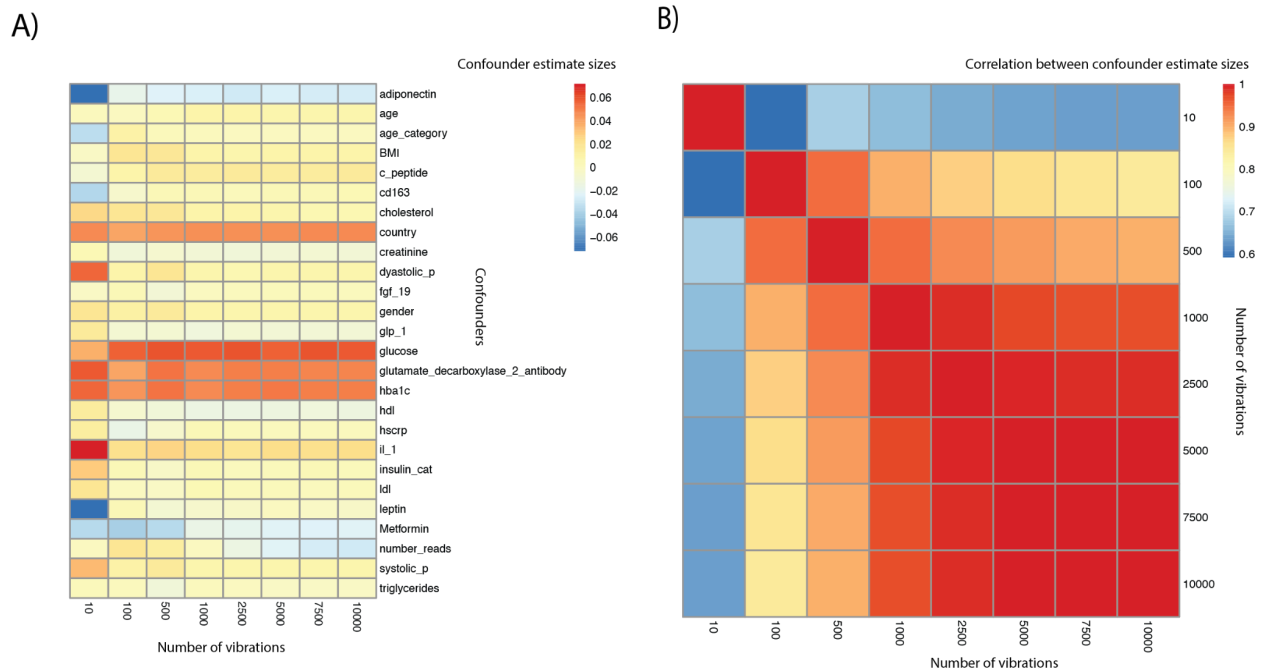 A)
Confounder estimate sizes
adiponectin
age
age_category
BMI
c_peptide
cd163
cholesterol
country
creatinine
dyastolic_p
fgf_19
gender
glp_1
glucose
glutamate_decarboxylase_2_antibody
hba1c
hdl
hscrp
il_1
insulin_cat
ldl
leptin
Metformin
number_reads
systolic_p
triglycerides
0.06
0.04
0.02
0
−0.02
−0.04
−0.06
Confounders
10 100 500 1000 2500 5000 7500 10000
Number of vibrations
B)
Correlation between confounder estimate sizes
1
0.9
0.8
0.7
0.6
10
100
500
1000
2500
5000
7500
10000
Number of vibrations
10 100 500 1000 2500 5000 7500 10000
Number of vibrations